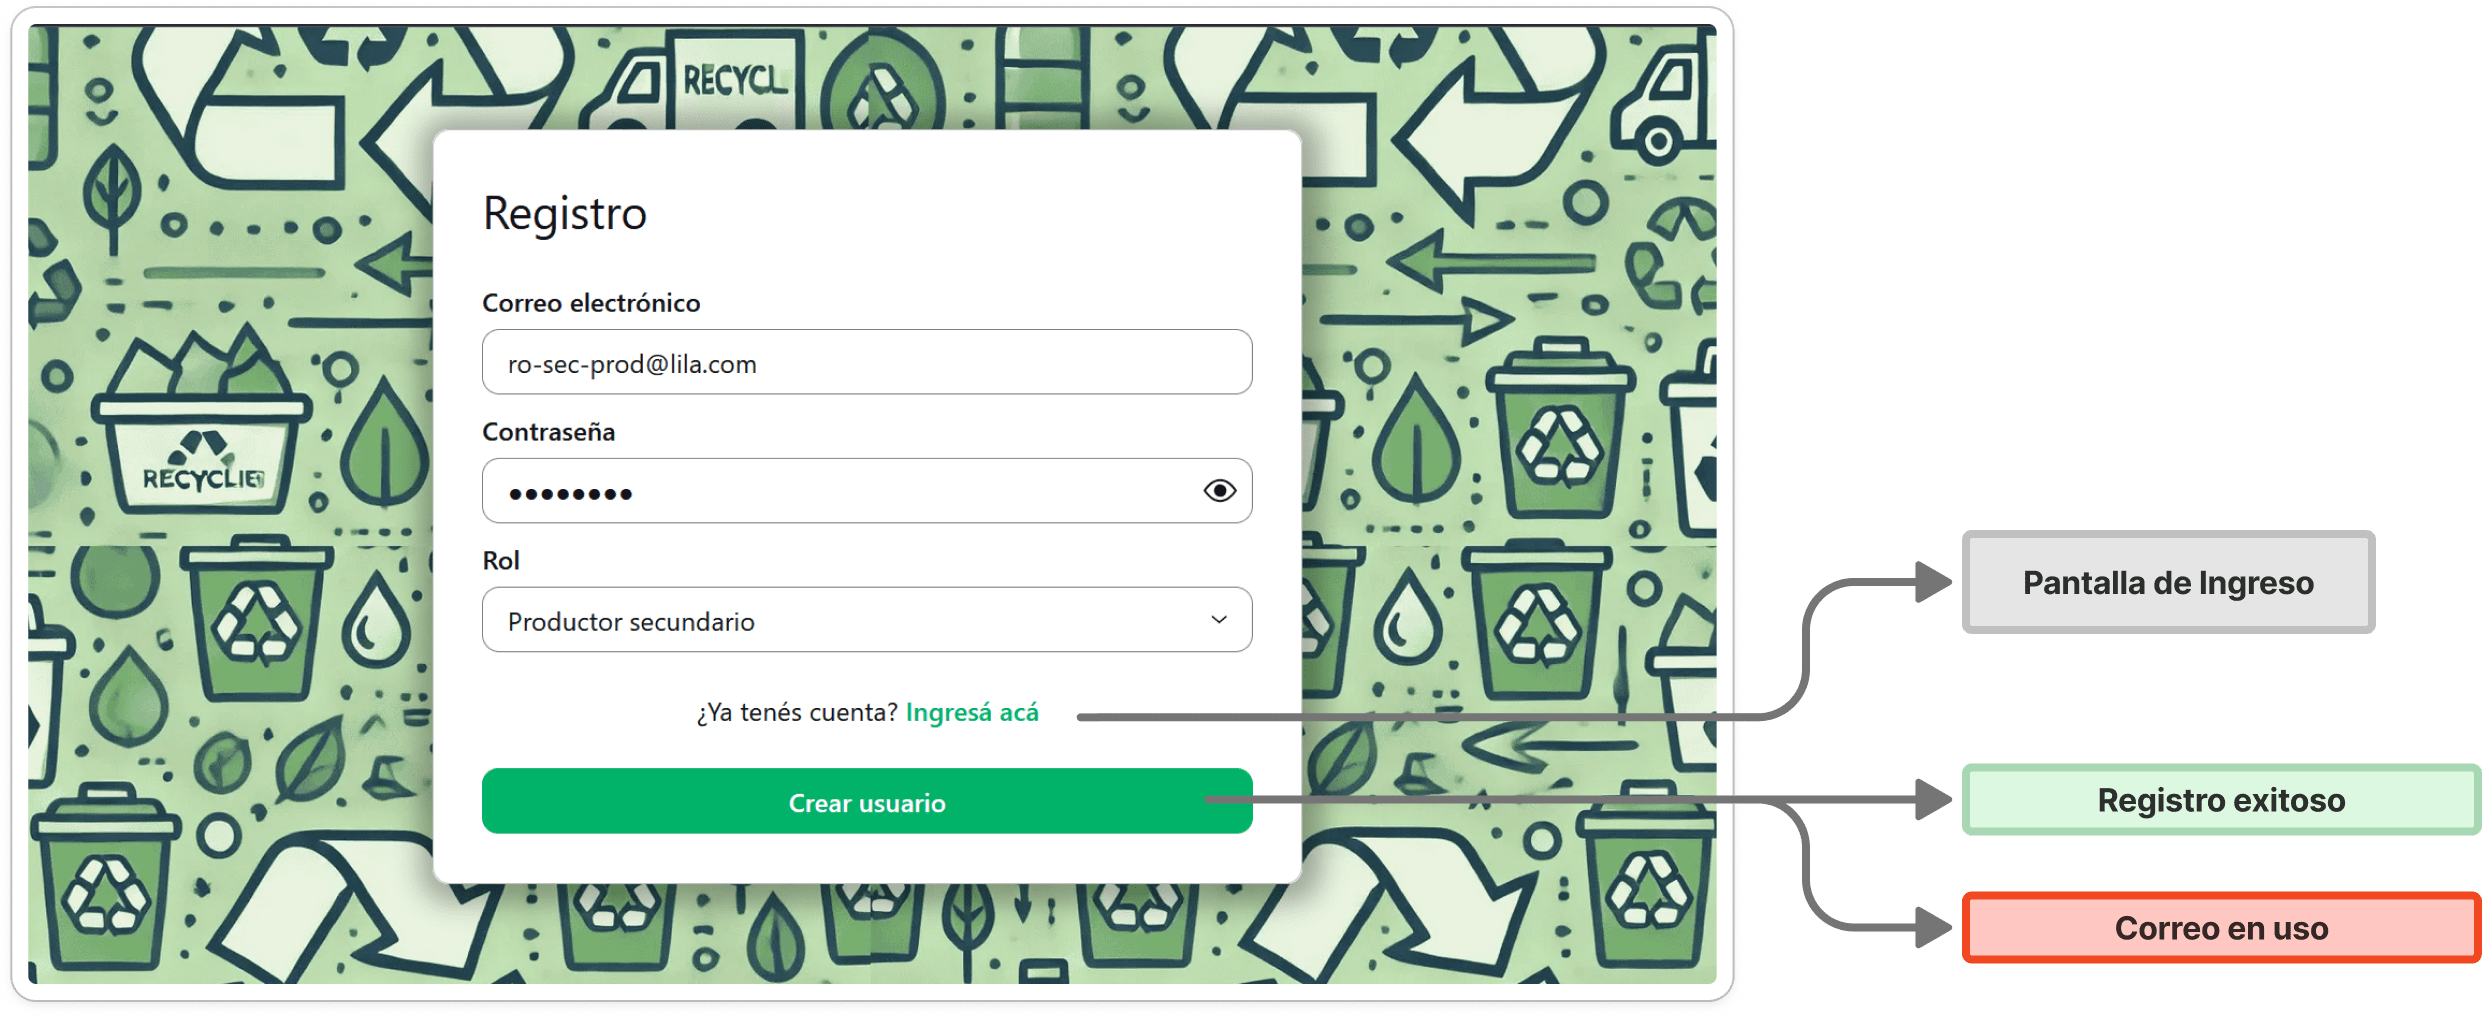 RECYCL
Registro
Correo electrónico
ro-sec-prod@lila.com
Contraseña
••••••••
Rol
Productor secundario
¿Ya tenés cuenta? Ingresá acá
Crear usuario
RECYCLIE
Pantalla de Ingreso
Registro exitoso
Correo en uso